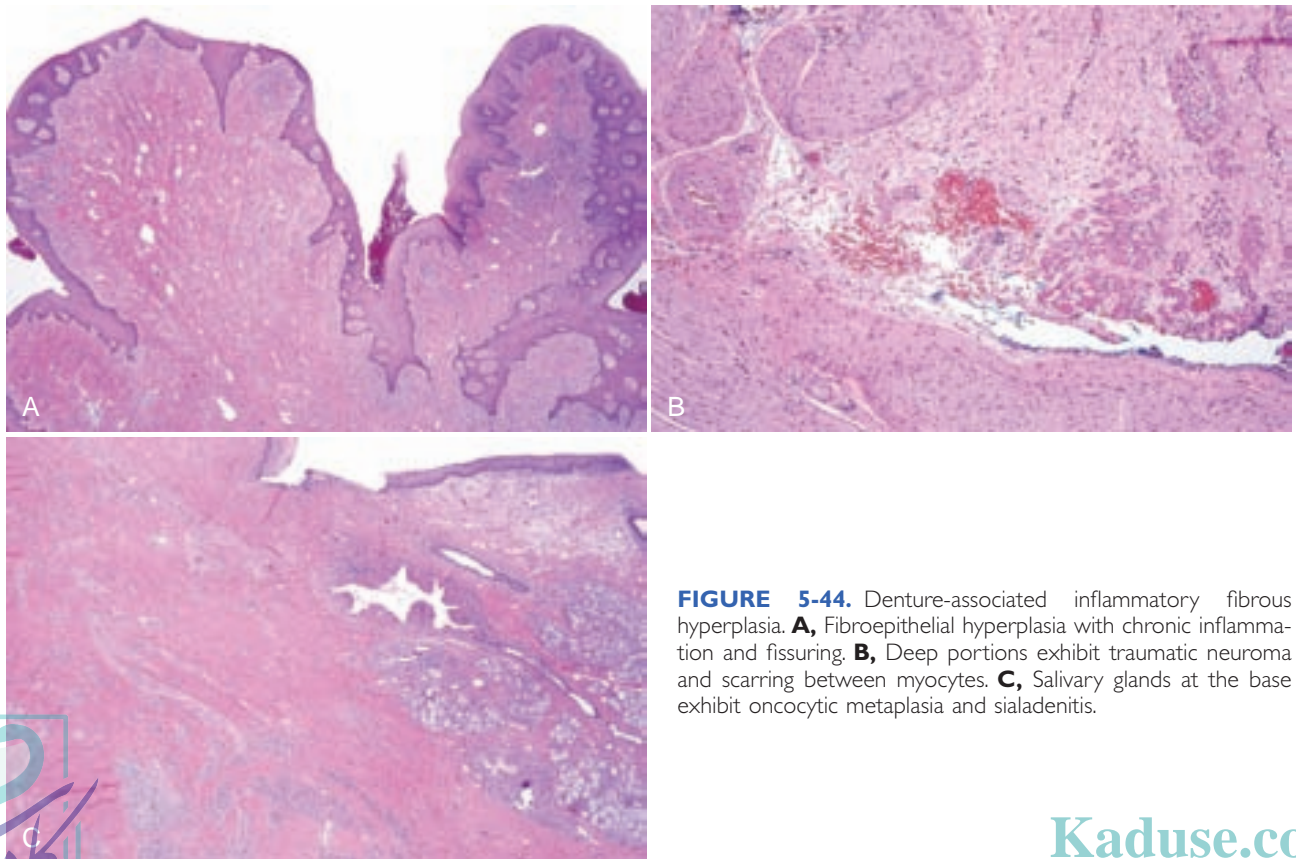 A
B
C
FIGURE 5-44. Denture-associated inflammatory fibrous
hyperplasia. A, Fibroepithelial hyperplasia with chronic inflamma-
tion and fissuring. B, Deep portions exhibit traumatic neuroma
and scarring between myocytes. C, Salivary glands at the base
exhibit oncocytic metaplasia and sialadenitis.
Kaduse.co